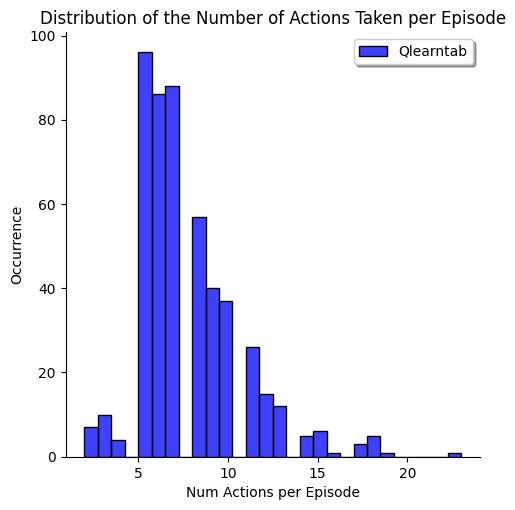 Distribution of the Number of Actions Taken per Episode
Qlearntab
Occurrence
100
80
60
40
20
0
5
10
15
20
Num Actions per Episode